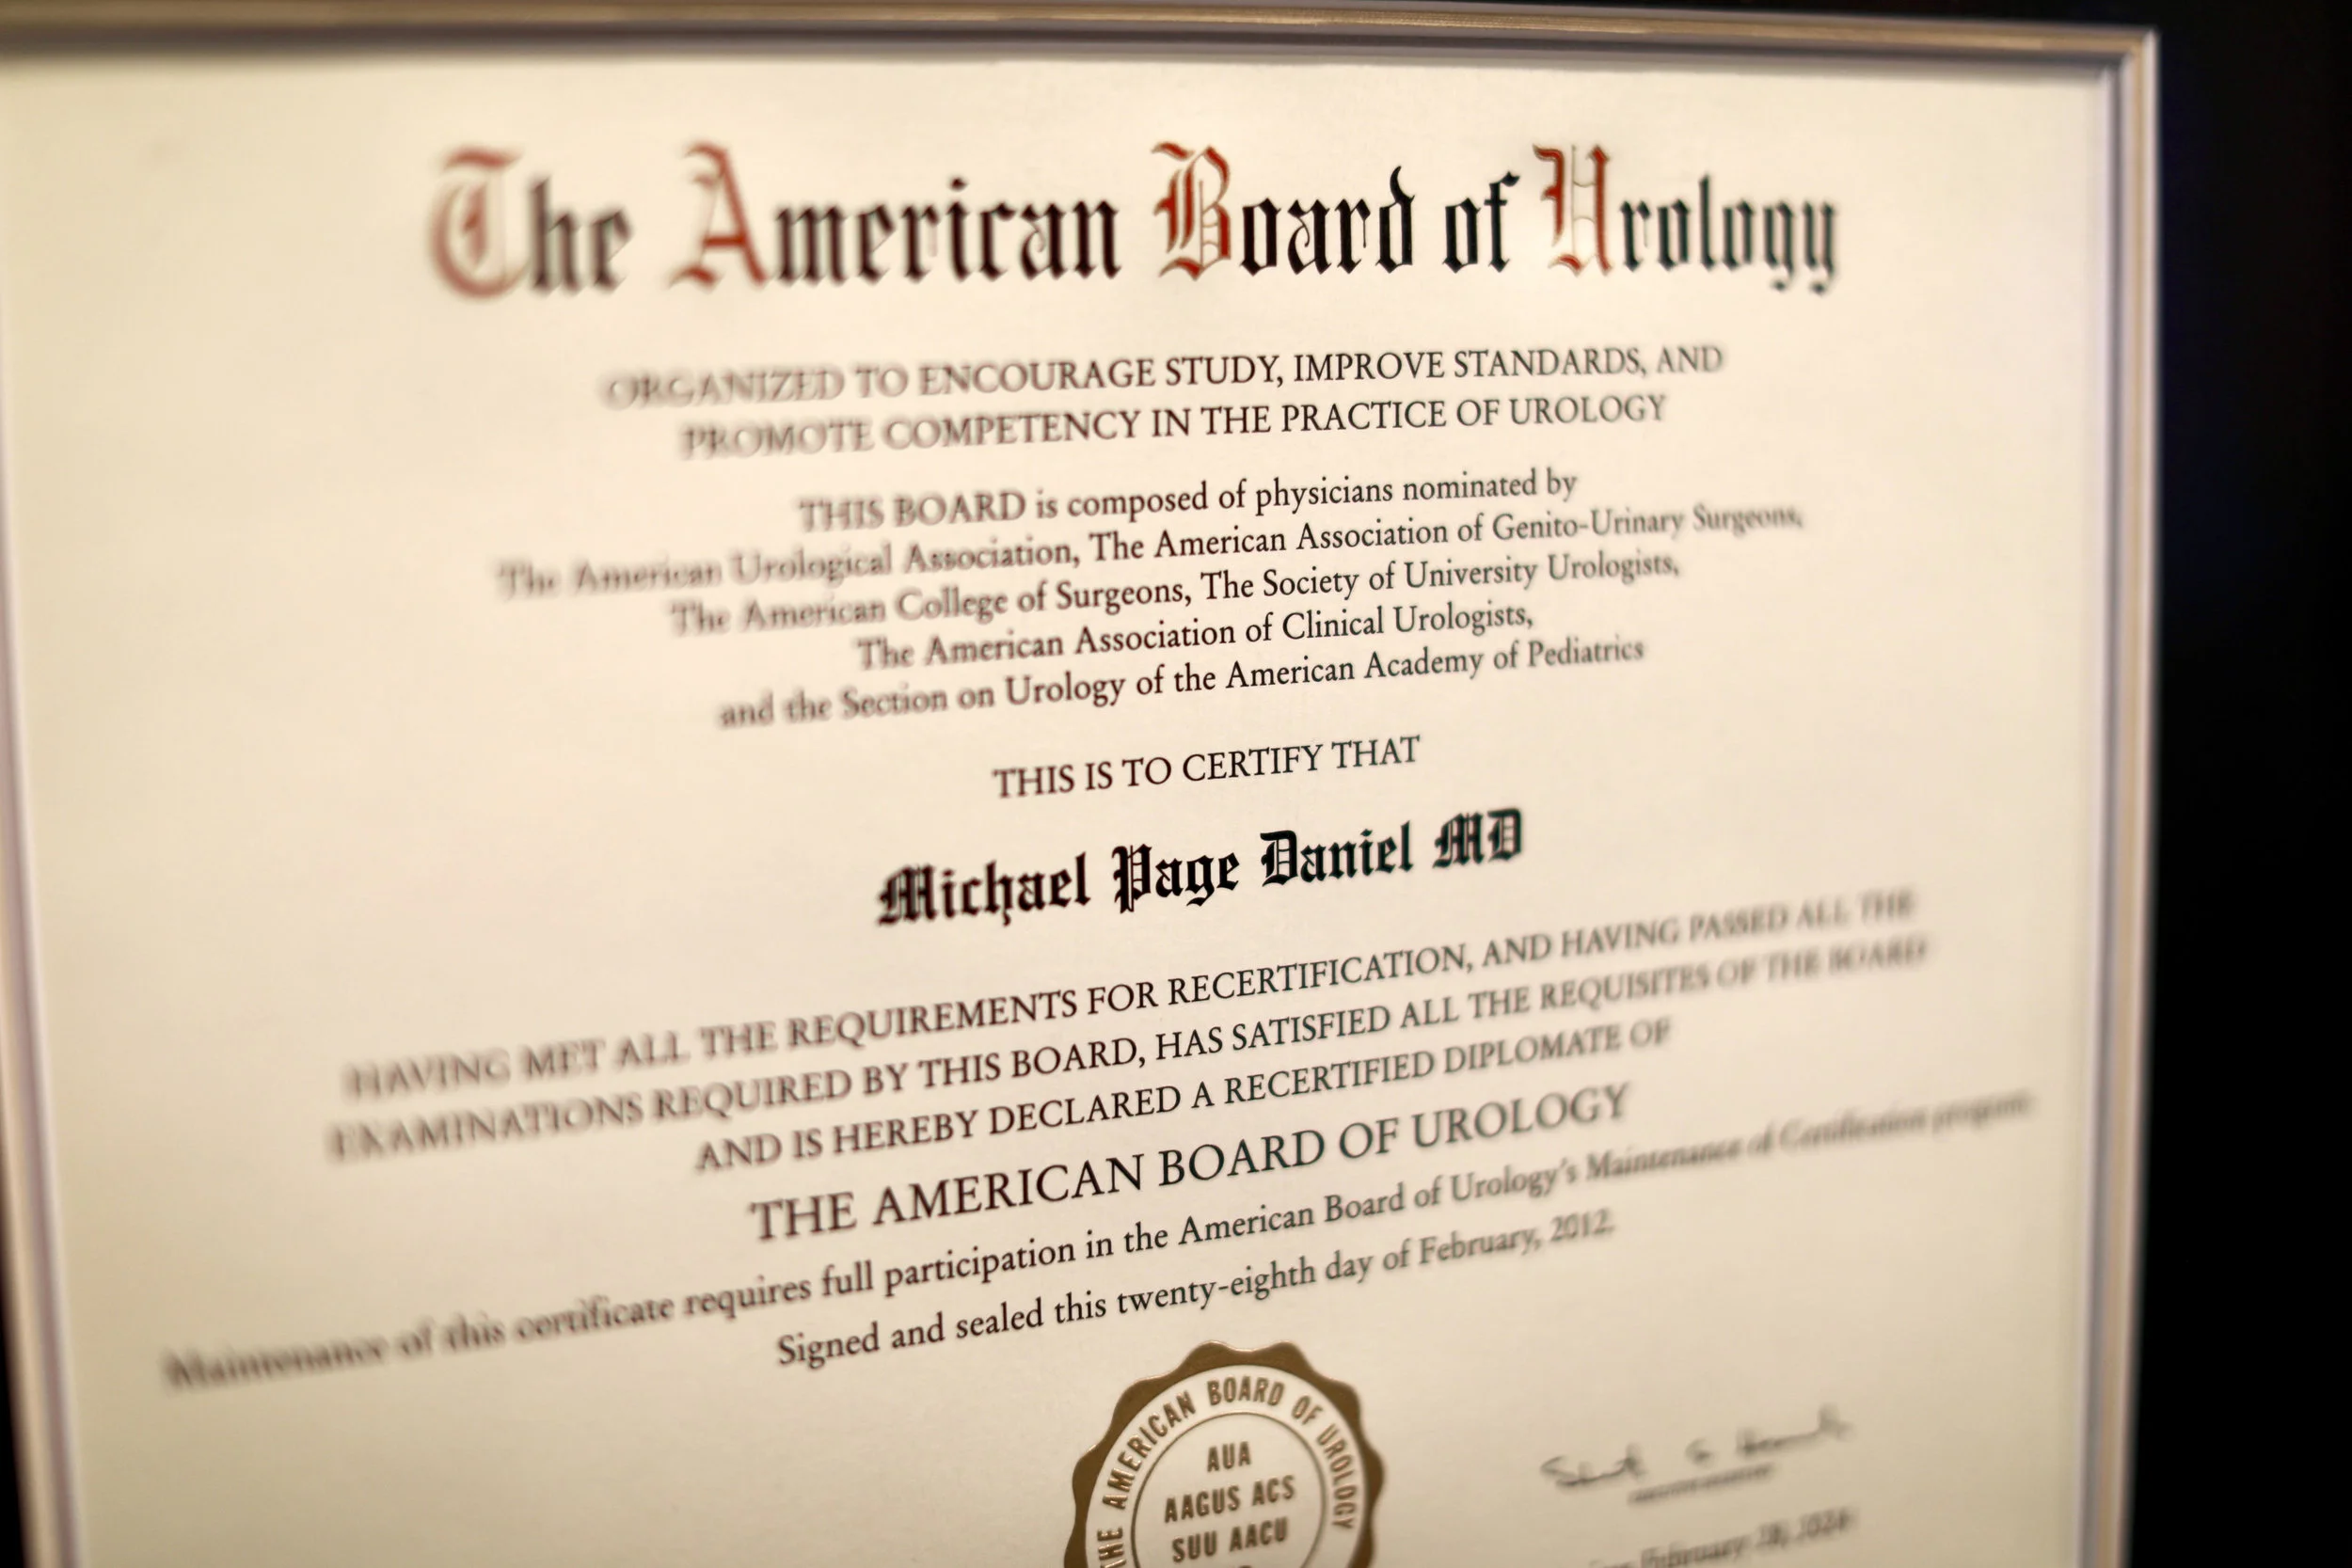 The American Board of Urology
ORGANIZED TO ENCOURAGE STUDY, IMPROVE STANDARDS, AND
PROMOTE COMPETENCY IN THE PRACTICE OF UROLOGY
THIS BOARD is composed of physicians nominated by
The American Urological Association, The American Association of Genito-Urinary Surgeons,
The American College of Surgeons, The Society of University Urologists,
The American Association of Clinical Urologists,
and the Section on Urology of the American Academy of Pediatrics
THIS IS TO CERTIFY THAT
Michael Page Daniel MD
HAVING MET ALL THE REQUIREMENTS FOR RECERTIFICATION, AND HAVING PASSED ALL THE
EXAMINATIONS REQUIRED BY THIS BOARD, HAS SATISFIED ALL THE REQUISITES OF THE BOARD
AND IS HEREBY DECLARED A RECERTIFIED DIPLOMATE OF
THE AMERICAN BOARD OF UROLOGY
Maintenance of this certificate requires full participation in the American Board of Urology's Maintenance of Certification program.
Signed and sealed this twenty-eighth day of February, 2012.
THE AMERICAN BOARD OF UROLOGY
AUA
AAGUS ACS
SUU AACU
February 28,